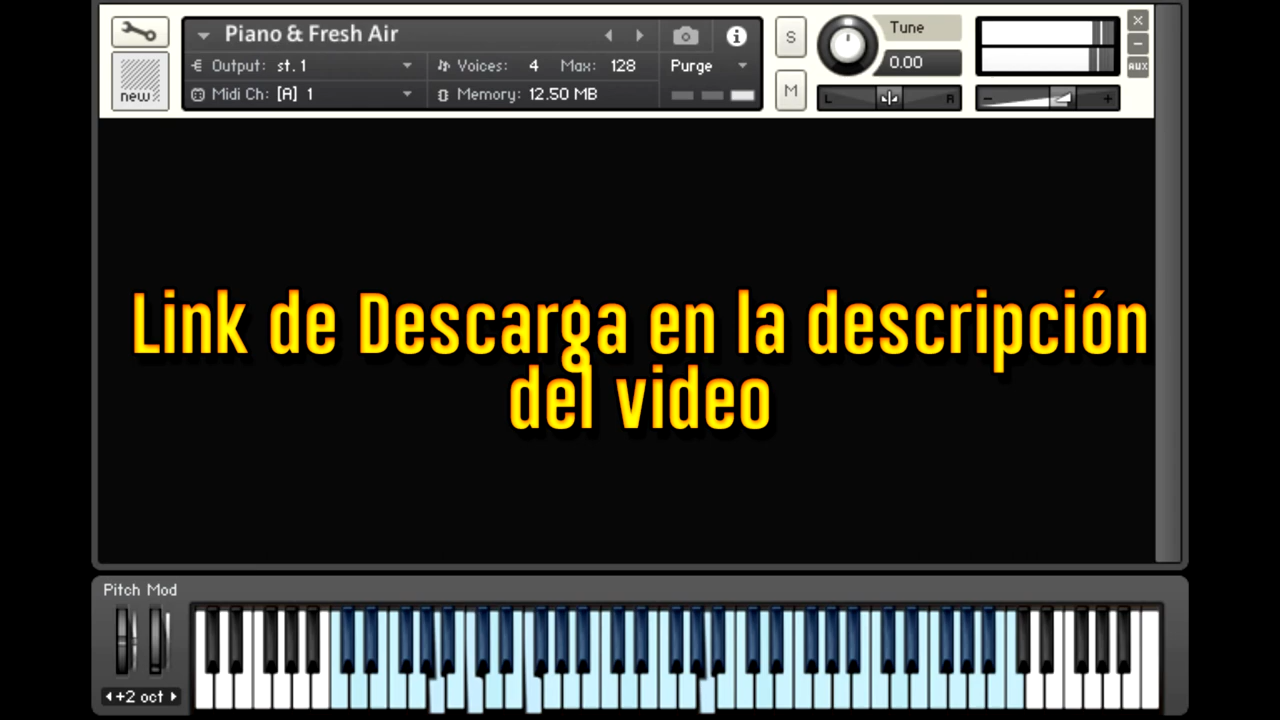 Piano & Fresh Air
Output: st.1
Voices: 4 Max: 128
Purge
Midi Ch: [A] 1
Memory: 12.50 MB
new
S
M
Tune
0.00
L R
- +
×
-
AUX
Link de Descarga en la descripción
del video
Pitch Mod
+2 oct